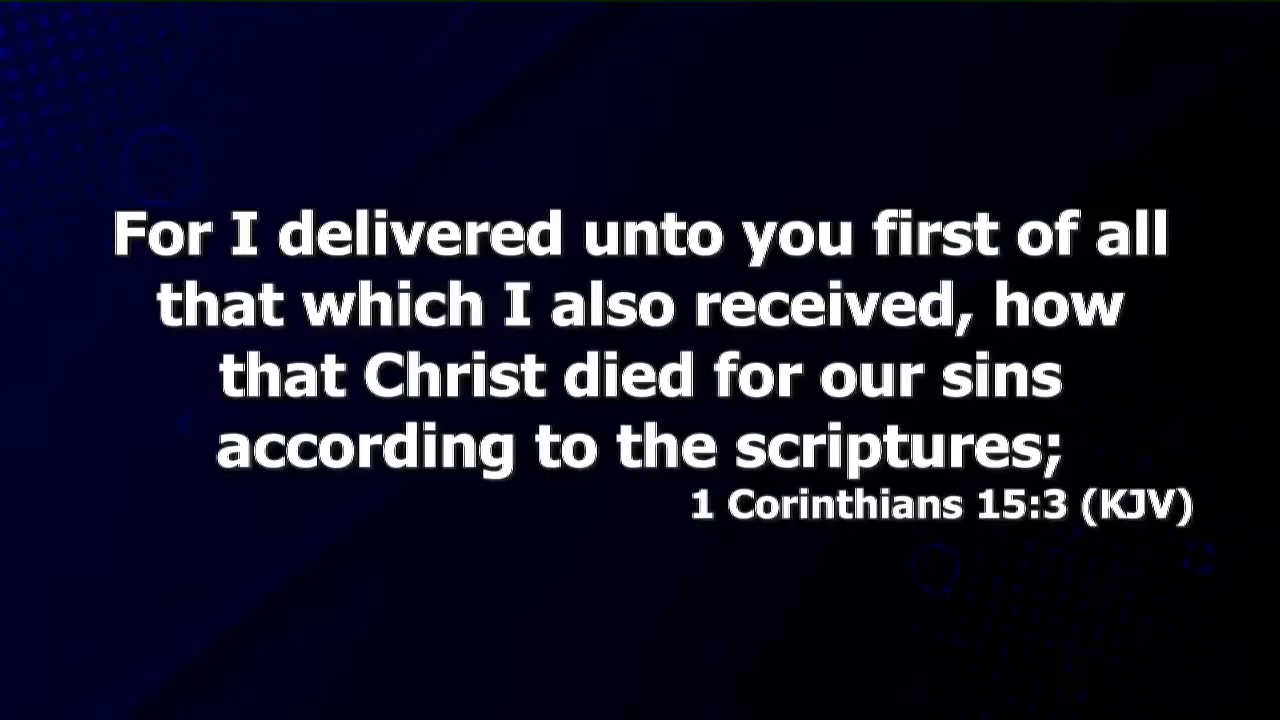 For I delivered unto you first of all
that which I also received, how
that Christ died for our sins
according to the scriptures;
1 Corinthians 15:3 (KJV)